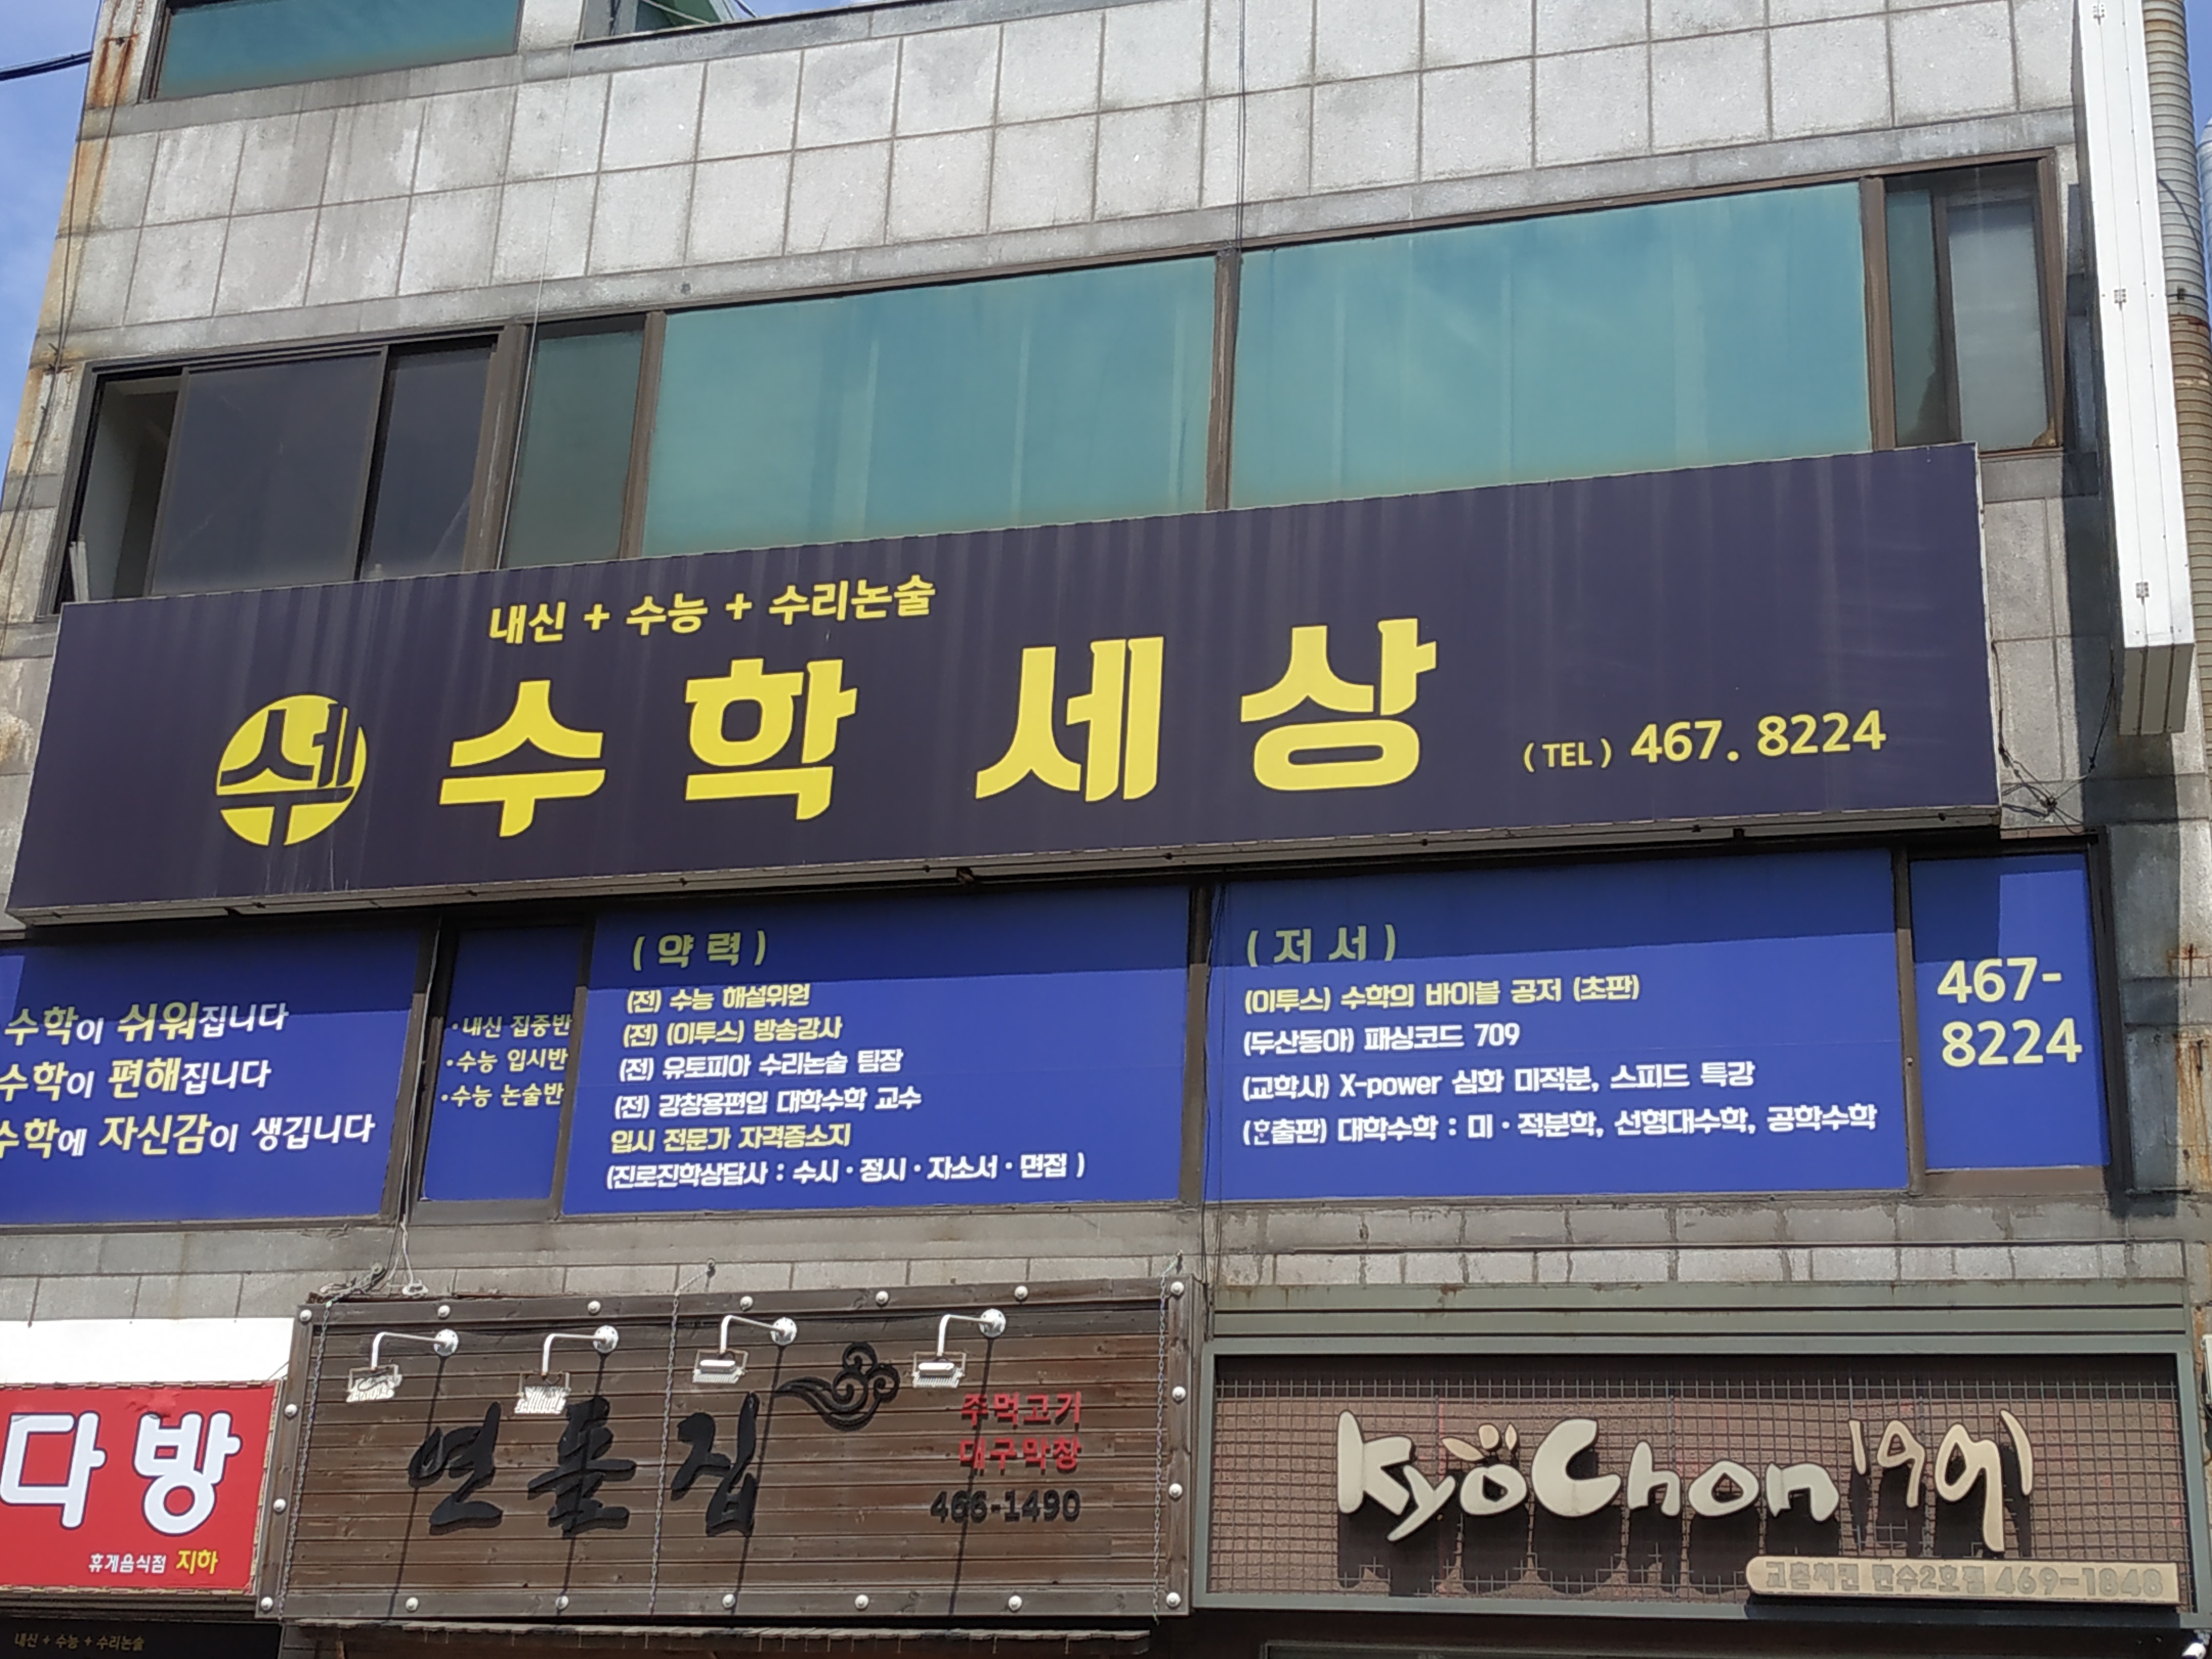 내신 + 수능 + 수리논술
수세 수학 세상 ( TEL ) 467. 8224
수학이 쉬워집니다
수학이 편해집니다
수학에 자신감이 생깁니다
·내신 집중반
·수능 입시반
·수능 논술반
( 약 력 )
(전) 수능 해설위원
(전) (이투스) 방송강사
(전) 유토피아 수리논술 팀장
(전) 강창용편입 대학수학 교수
입시 전문가 자격증소지
(진로진학상담사 : 수시·정시·자소서·면접 )
( 저 서 )
(이투스) 수학의 바이블 공저 (초판)
(두산동아) 패싱코드 709
(교학사) X-power 심화 미적분, 스피드 특강
출판) 대학수학 : 미·적분학, 선형대수학, 공학수학
467-
8224
다방
휴게음식점 지하
내신 + 수능 + 수리논술
연돌집
주먹고기
대구막창
466-1490
KyoChon 1991
교촌치킨 만수2호점 469-1848